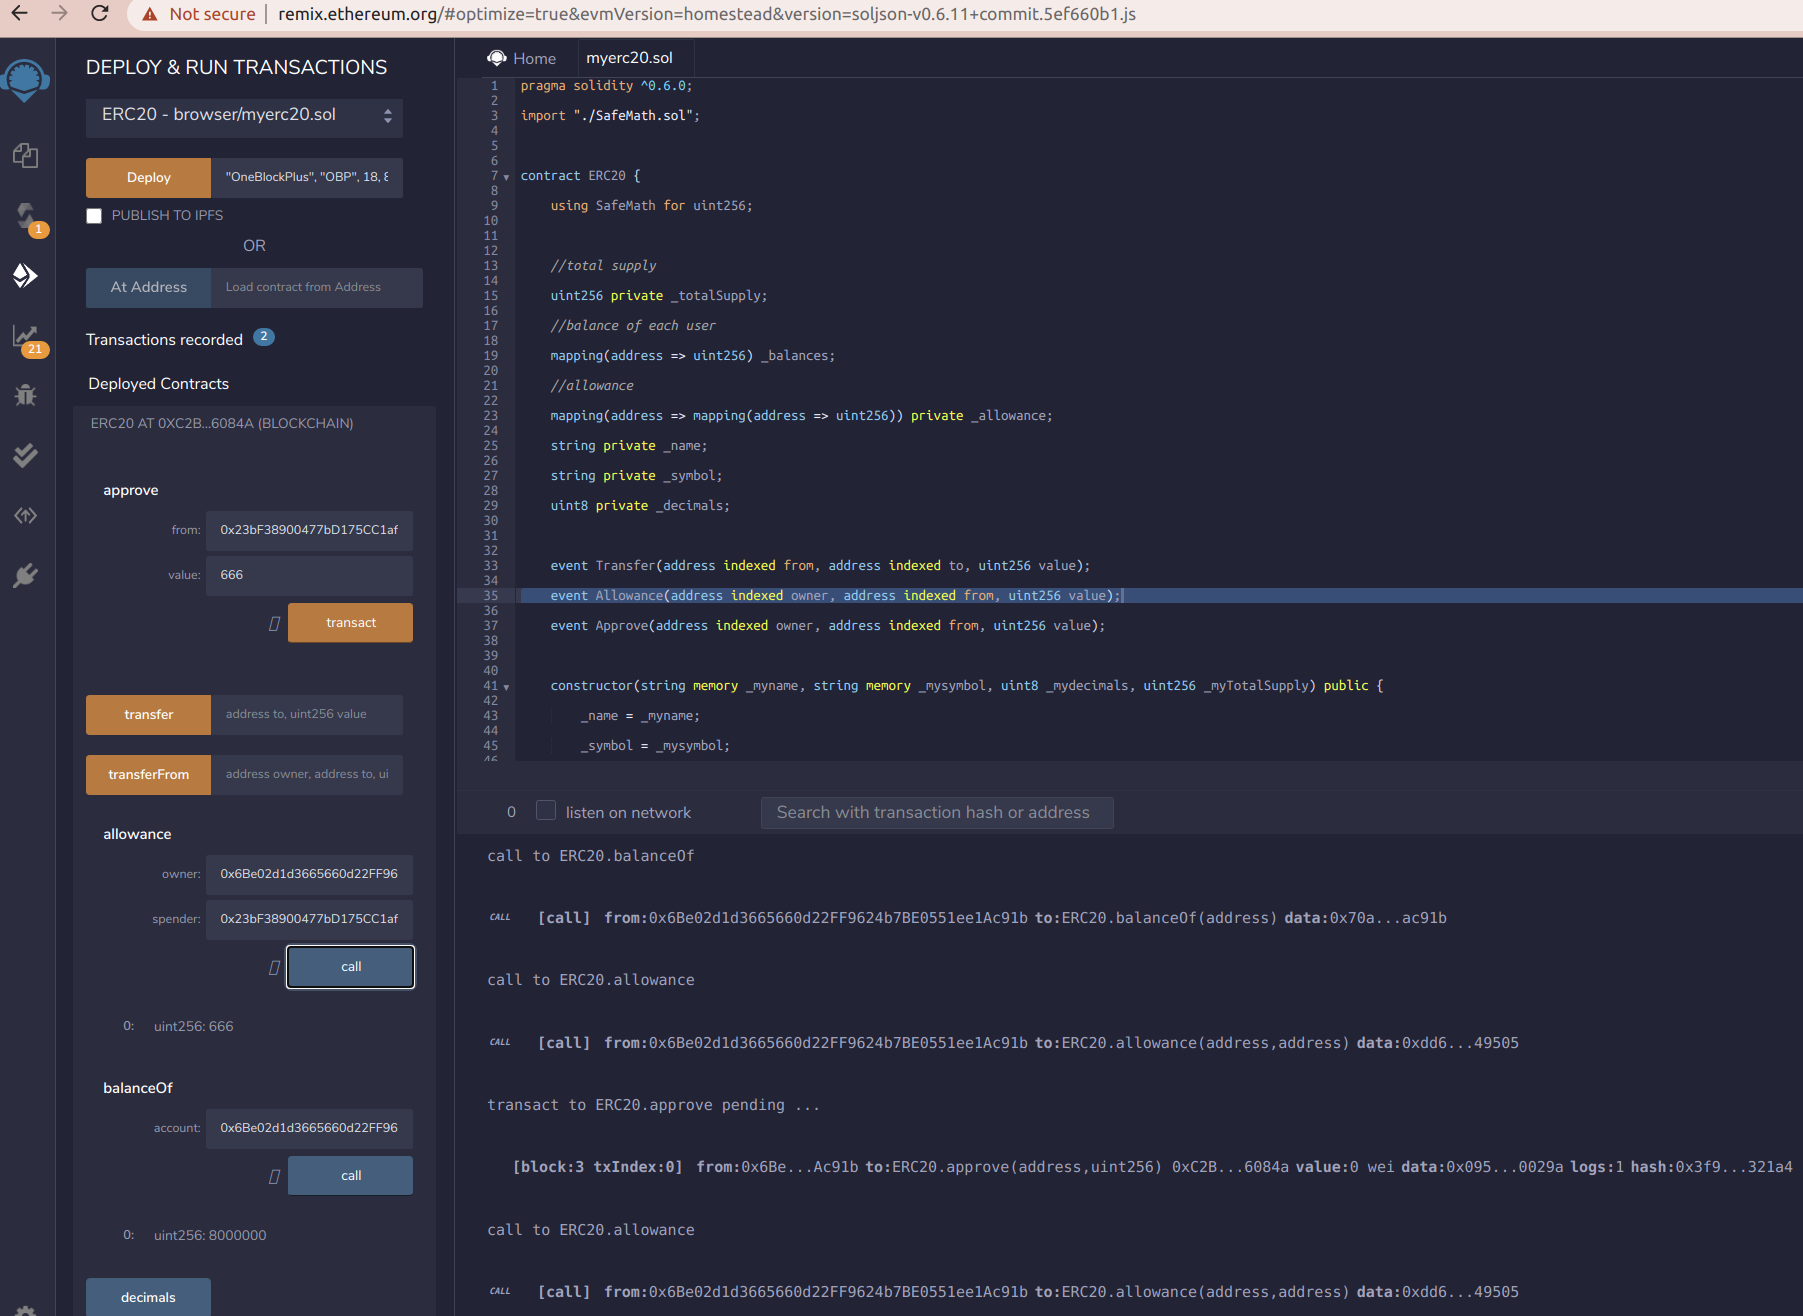 Not secure | remix.ethereum.org/#optimize=true&evmVersion=homestead&version=soljson-v0.6.11+commit.5ef660b1.js
DEPLOY & RUN TRANSACTIONS
ERC20 - browser/myerc20.sol
Deploy "OneBlockPlus", "OBP", 18, 8
PUBLISH TO IPFS
OR
At Address Load contract from Address
1
21
Transactions recorded 2
Deployed Contracts
ERC20 AT 0XC2B...6084A (BLOCKCHAIN)
approve
from: 0x23bF38900477bD175CC1af
value: 666
transact
transfer address to, uint256 value
transferFrom address owner, address to, ui
allowance
owner: 0x6Be02d1d3665660d22FF96
spender: 0x23bF38900477bD175CC1af
call
0: uint256: 666
balanceOf
account: 0x6Be02d1d3665660d22FF96
call
0: uint256: 8000000
decimals
Home myerc20.sol
1 pragma solidity ^0.6.0;
2
3 import "./SafeMath.sol";
4
5
6
7 contract ERC20 {
8
9 using SafeMath for uint256;
10
11
12
13 //total supply
14
15 uint256 private _totalSupply;
16
17 //balance of each user
18
19 mapping(address => uint256) _balances;
20
21 //allowance
22
23 mapping(address => mapping(address => uint256)) private _allowance;
24
25 string private _name;
26
27 string private _symbol;
28
29 uint8 private _decimals;
30
31
32
33 event Transfer(address indexed from, address indexed to, uint256 value);
34
35 event Allowance(address indexed owner, address indexed from, uint256 value);
36
37 event Approve(address indexed owner, address indexed from, uint256 value);
38
39
40
41 constructor(string memory _myname, string memory _mysymbol, uint8 _mydecimals, uint256 _myTotalSupply) public {
42
43 _name = _myname;
44
45 _symbol = _mysymbol;
46
0 listen on network Search with transaction hash or address
call to ERC20.balanceOf
CALL [call] from:0x6Be02d1d3665660d22FF9624b7BE0551ee1Ac91b to:ERC20.balanceOf(address) data:0x70a...ac91b
call to ERC20.allowance
CALL [call] from:0x6Be02d1d3665660d22FF9624b7BE0551ee1Ac91b to:ERC20.allowance(address,address) data:0xdd6...49505
transact to ERC20.approve pending ...
[block:3 txIndex:0] from:0x6Be...Ac91b to:ERC20.approve(address,uint256) 0xC2B...6084a value:0 wei data:0x095...0029a logs:1 hash:0x3f9...321a4
call to ERC20.allowance
CALL [call] from:0x6Be02d1d3665660d22FF9624b7BE0551ee1Ac91b to:ERC20.allowance(address,address) data:0xdd6...49505